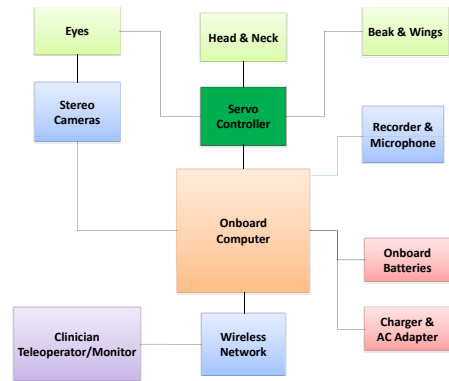 Eyes
Head & Neck
Beak & Wings
Stereo
Cameras
Servo
Controller
Recorder &
Microphone
Onboard
Computer
Onboard
Batteries
Charger &
AC Adapter
Clinician
Teleoperator/Monitor
Wireless
Network